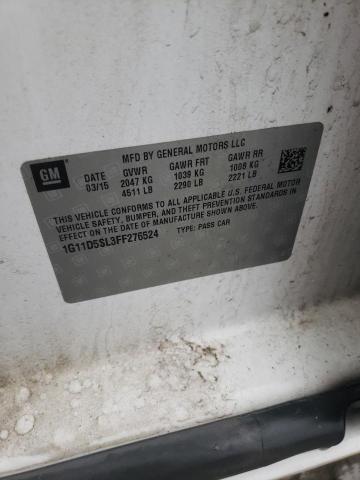 GM
MFD BY GENERAL MOTORS LLC
DATE GVWR GAWR FRT GAWR RR
03/15 2047 KG 1039 KG 1008 KG
4511 LB 2290 LB 2221 LB
THIS VEHICLE CONFORMS TO ALL APPLICABLE U.S. FEDERAL MOTOR
VEHICLE SAFETY, BUMPER, AND THEFT PREVENTION STANDARDS IN
EFFECT ON THE DATE OF MANUFACTURE SHOWN ABOVE.
1G11D5SL3FF276524 TYPE: PASS CAR